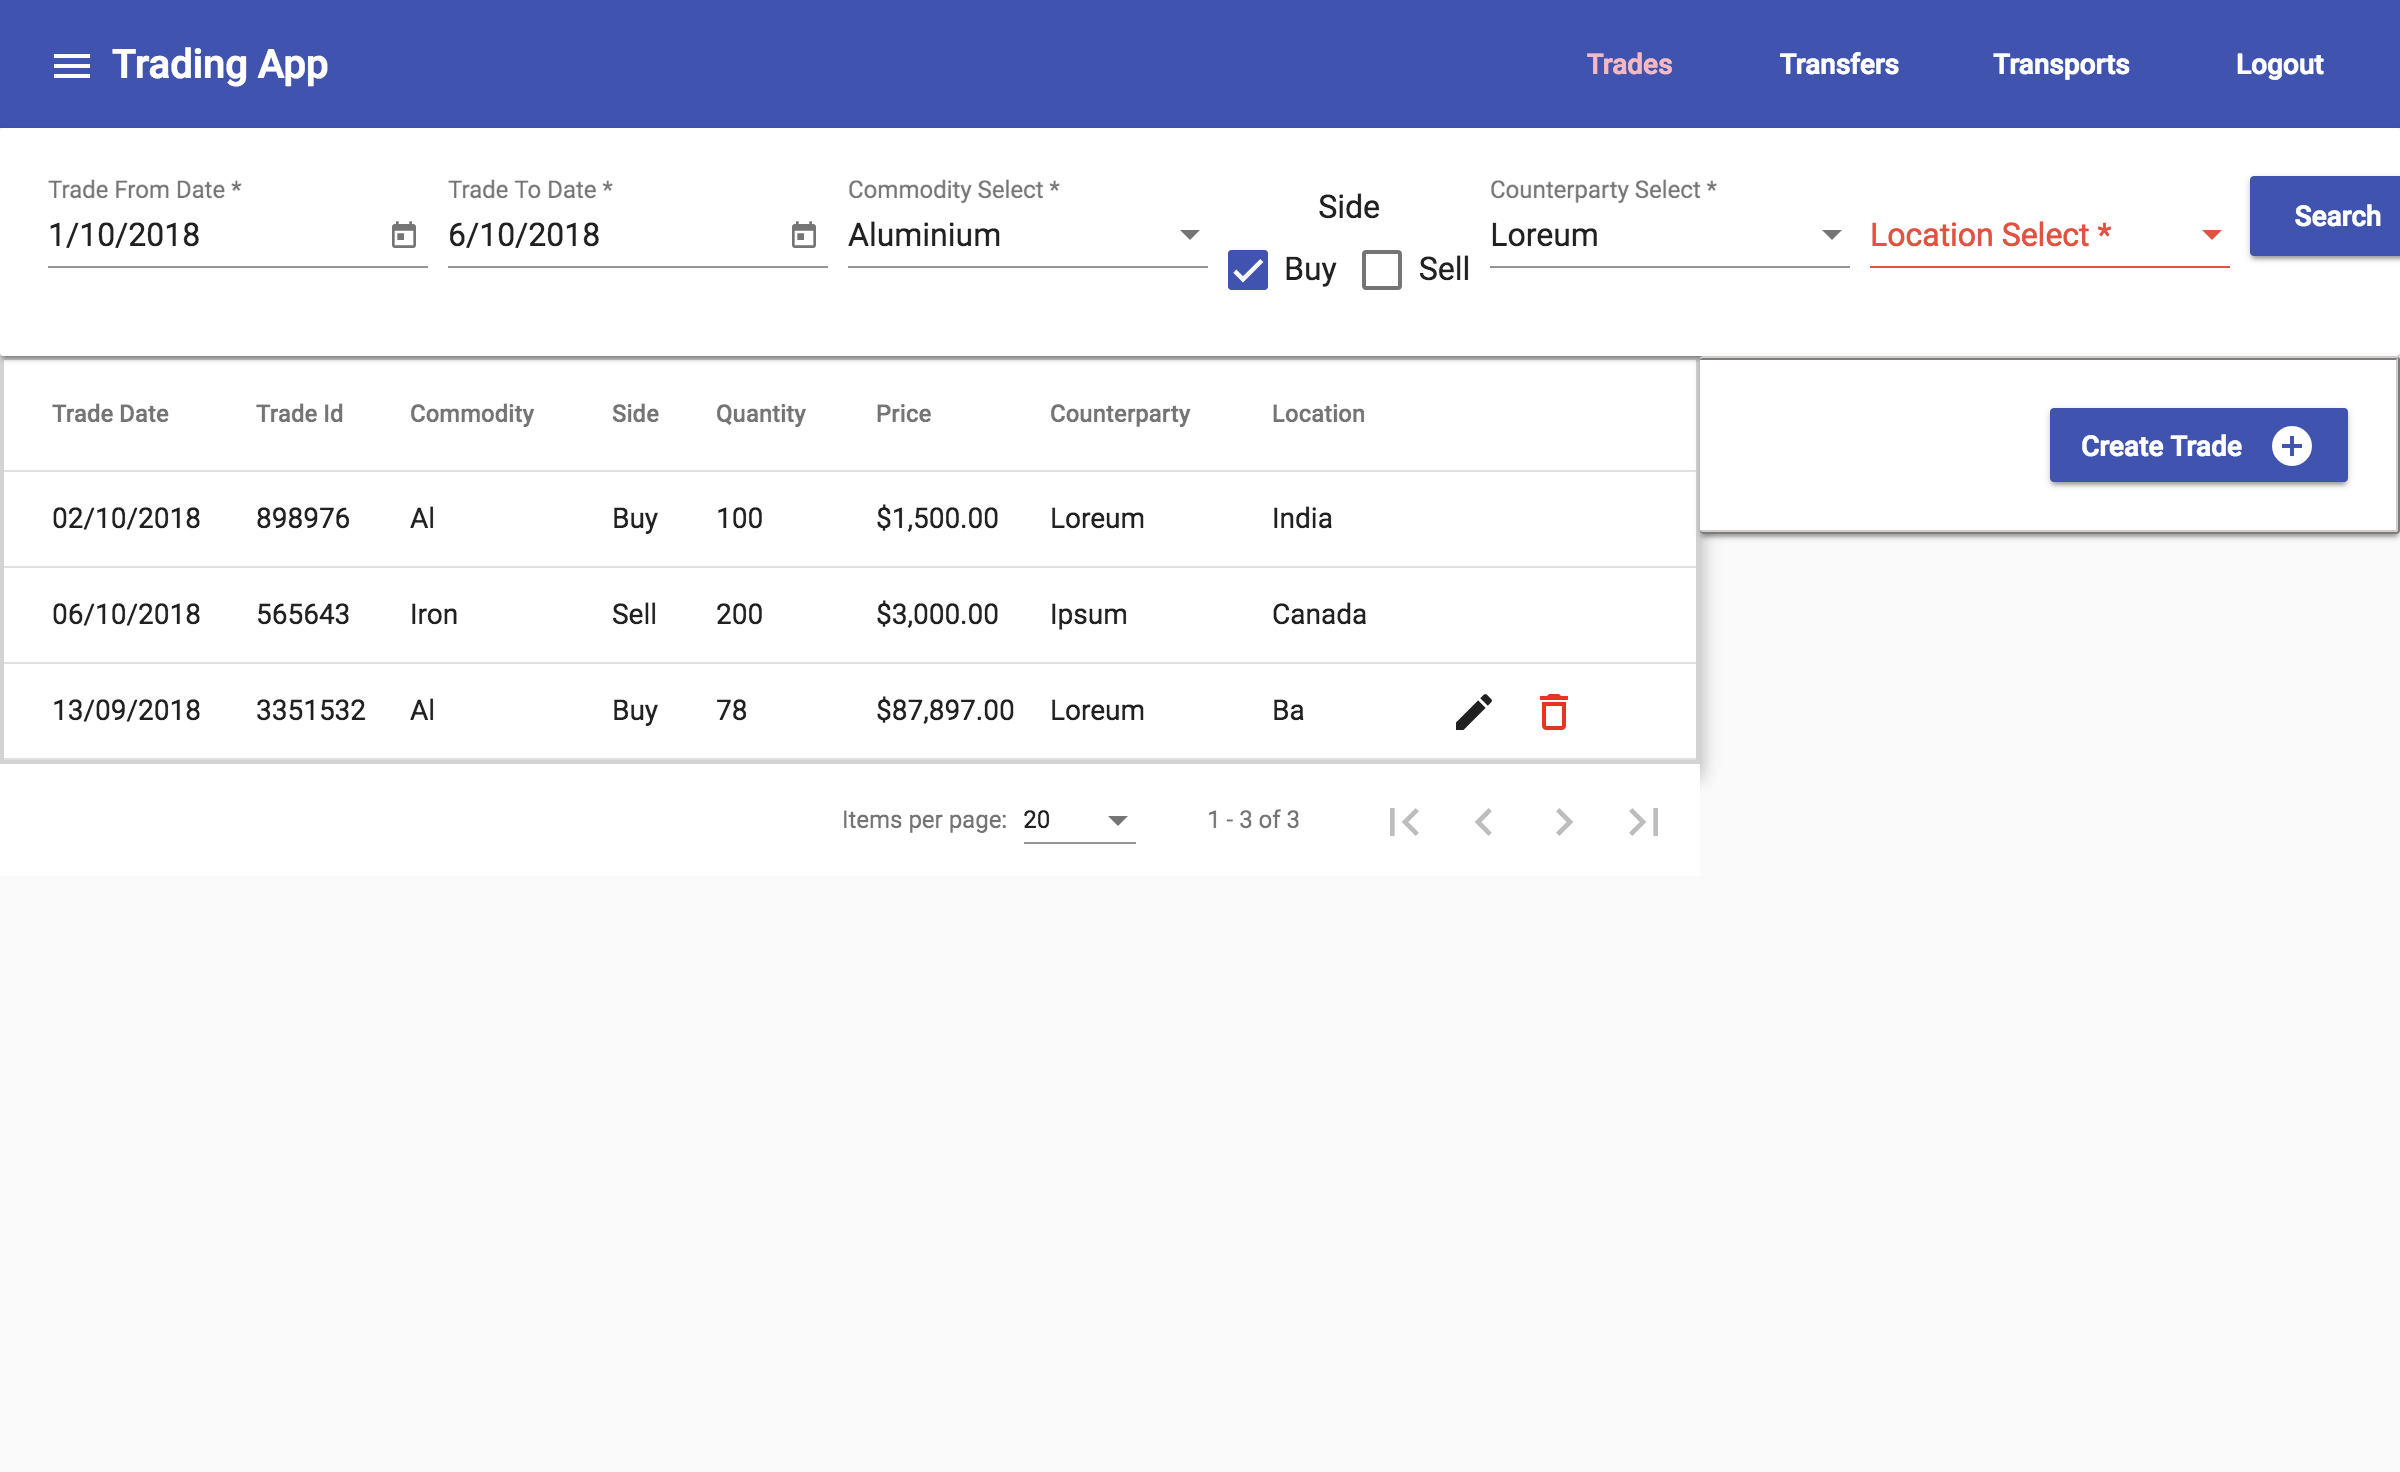 Trading App Trades Transfers Transports Logout
Trade From Date * Trade To Date * Commodity Select * Side Counterparty Select * Search
1/10/2018 6/10/2018 Aluminium Loreum Location Select *
Buy Sell
Trade Date Trade Id Commodity Side Quantity Price Counterparty Location
Create Trade
02/10/2018 898976 Al Buy 100 $1,500.00 Loreum India
06/10/2018 565643 Iron Sell 200 $3,000.00 Ipsum Canada
13/09/2018 3351532 Al Buy 78 $87,897.00 Loreum Ba
Items per page: 20 1 - 3 of 3